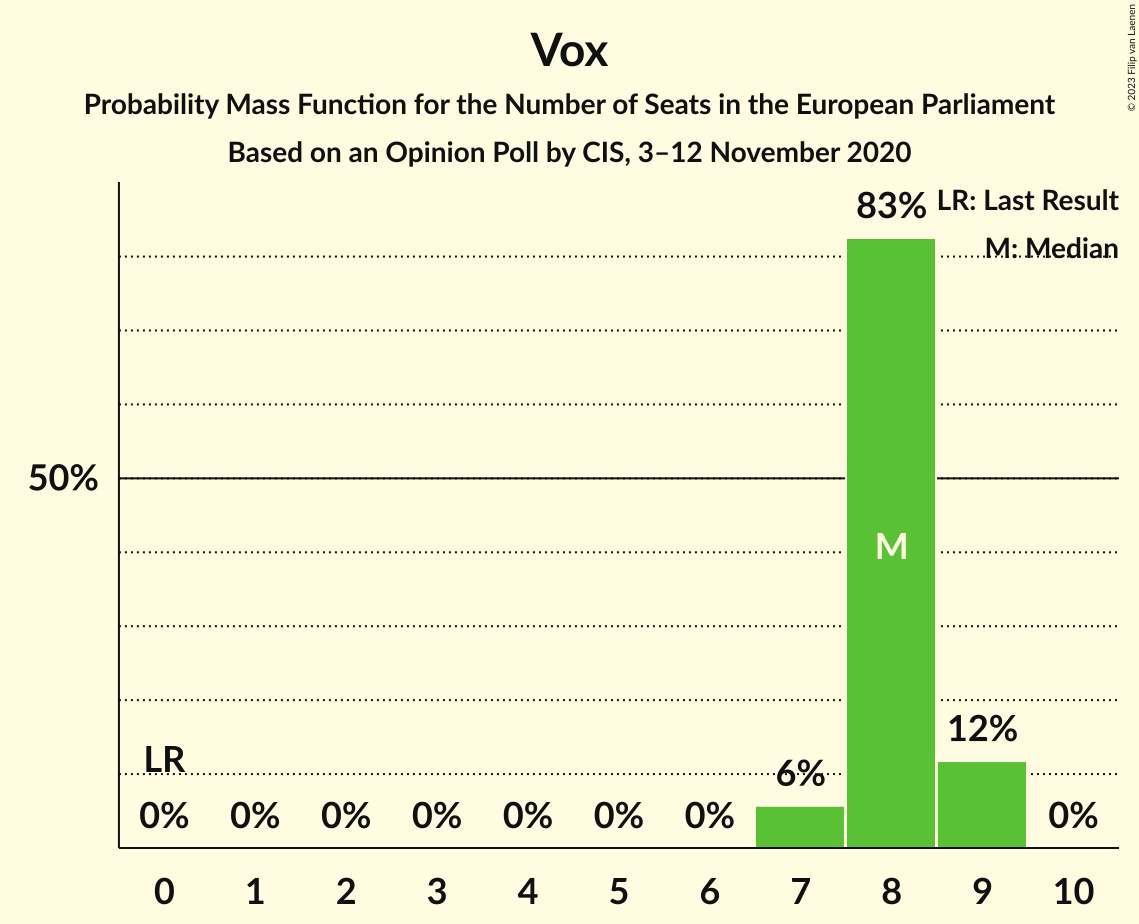 Vox
Probability Mass Function for the Number of Seats in the European Parliament
Based on an Opinion Poll by CIS, 3–12 November 2020
© 2023 Filip van Laenen
LR: Last Result
M: Median
83%
50%
M
12%
LR
6%
0% 0% 0% 0% 0% 0% 0% 0%
0 1 2 3 4 5 6 7 8 9 10